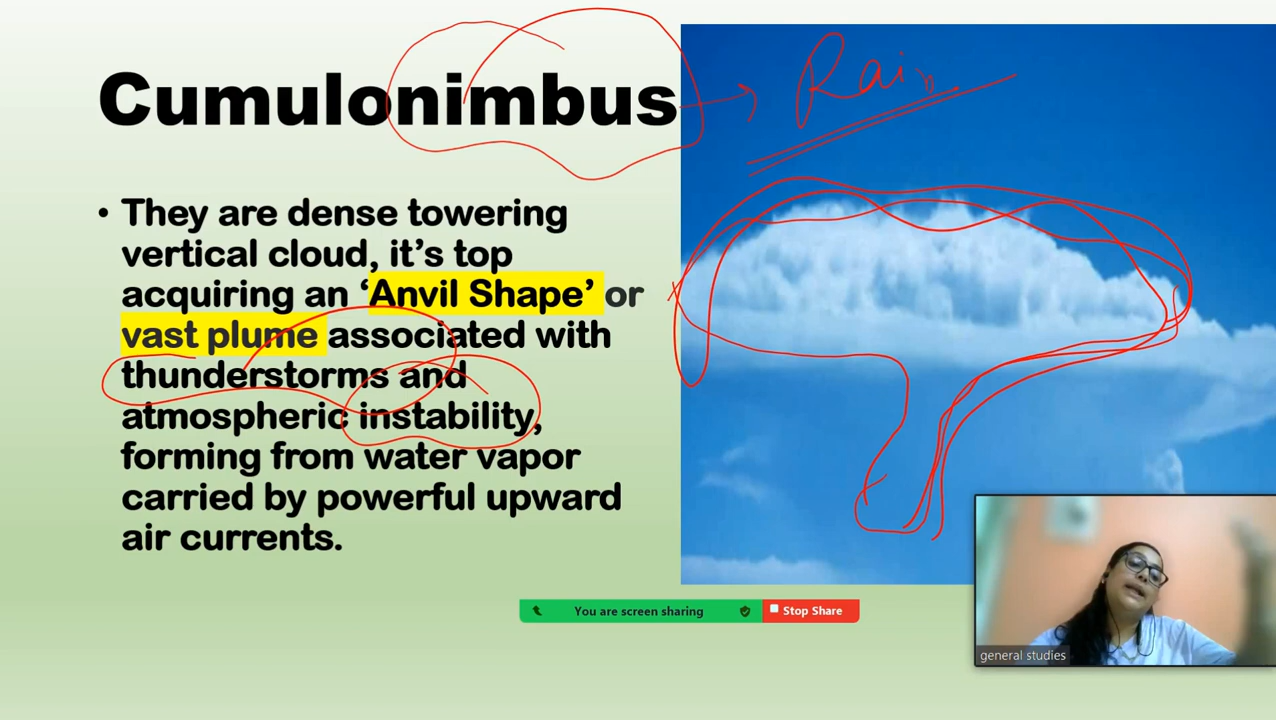 Cumulonimbus
Rain
• They are dense towering
vertical cloud, it’s top
acquiring an ‘Anvil Shape’ or
vast plume associated with
thunderstorms and
atmospheric instability,
forming from water vapor
carried by powerful upward
air currents.
You are screen sharing
Stop Share
general studies